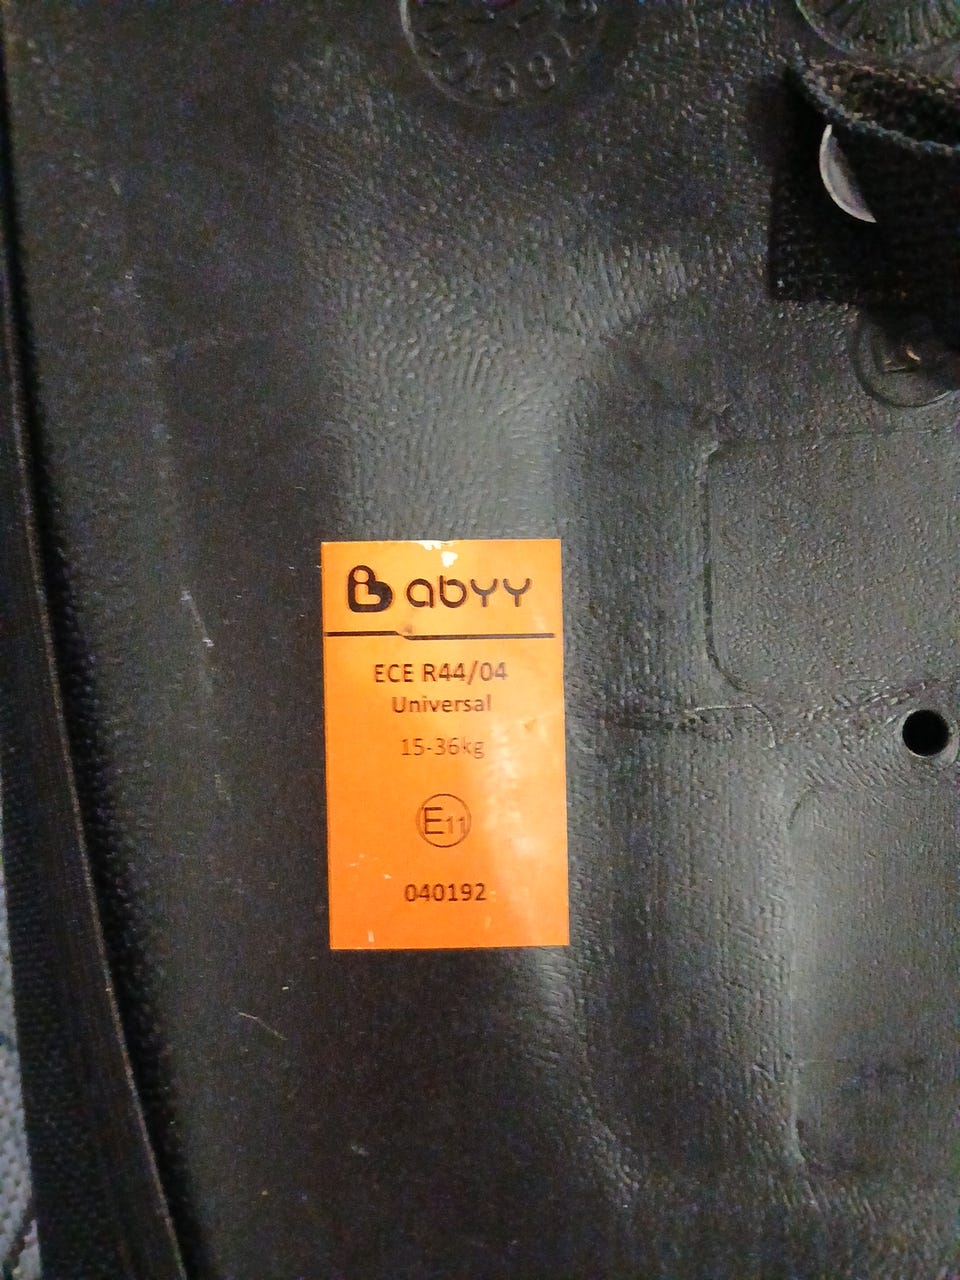 Babyy
ECE R44/04
Universal
15-36kg
E11
040192